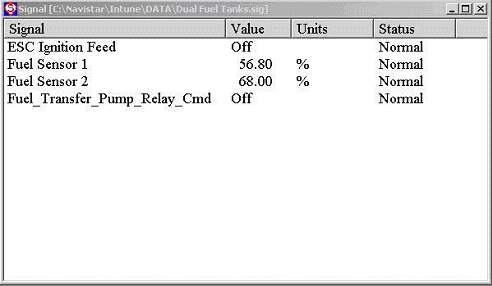 Signal [C:\Navistar\Intune\DATA\Dual Fuel Tanks.sig]
Signal Value Units Status
ESC Ignition Feed Off Normal
Fuel Sensor 1 56.80 % Normal
Fuel Sensor 2 68.00 % Normal
Fuel_Transfer_Pump_Relay_Cmd Off Normal